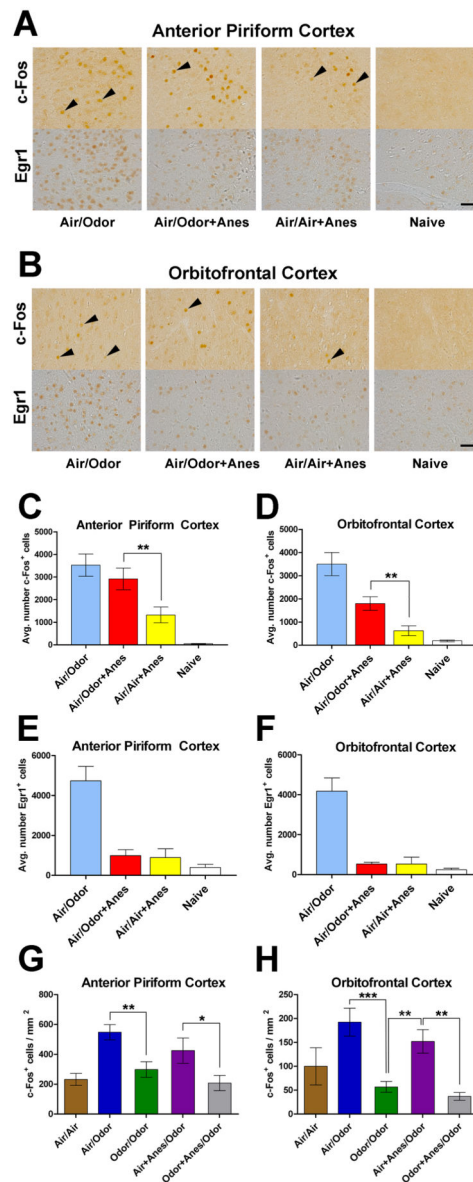 A
Anterior Piriform Cortex
c-Fos
Egr1
Air/Odor Air/Odor+Anes Air/Air+Anes Naive
B
Orbitofrontal Cortex
c-Fos
Egr1
Air/Odor Air/Odor+Anes Air/Air+Anes Naive
C
Anterior Piriform Cortex
Avg. number c-Fos+ cells
5000
4000
3000
2000
1000
0
**
Air/Odor
Air/Odor+Anes
Air/Air+Anes
Naive
D
Orbitofrontal Cortex
Avg. number c-Fos+ cells
5000
4000
3000
2000
1000
0
**
Air/Odor
Air/Odor+Anes
Air/Air+Anes
Naive
E
Anterior Piriform Cortex
Avg. number Egr1+ cells
6000
4000
2000
0
Air/Odor
Air/Odor+Anes
Air/Air+Anes
Naive
F
Orbitofrontal Cortex
Avg. number Egr1+ cells
6000
4000
2000
0
Air/Odor
Air/Odor+Anes
Air/Air+Anes
Naive
G
Anterior Piriform Cortex
c-Fos+ cells / mm 2
800
600
400
200
0
**
*
Air/Air
Air/Odor
Odor/Odor
Air+Anes/Odor
Odor+Anes/Odor
H
Orbitofrontal Cortex
c-Fos+ cells / mm 2
250
200
150
100
50
0
***
**
**
Air/Air
Air/Odor
Odor/Odor
Air+Anes/Odor
Odor+Anes/Odor